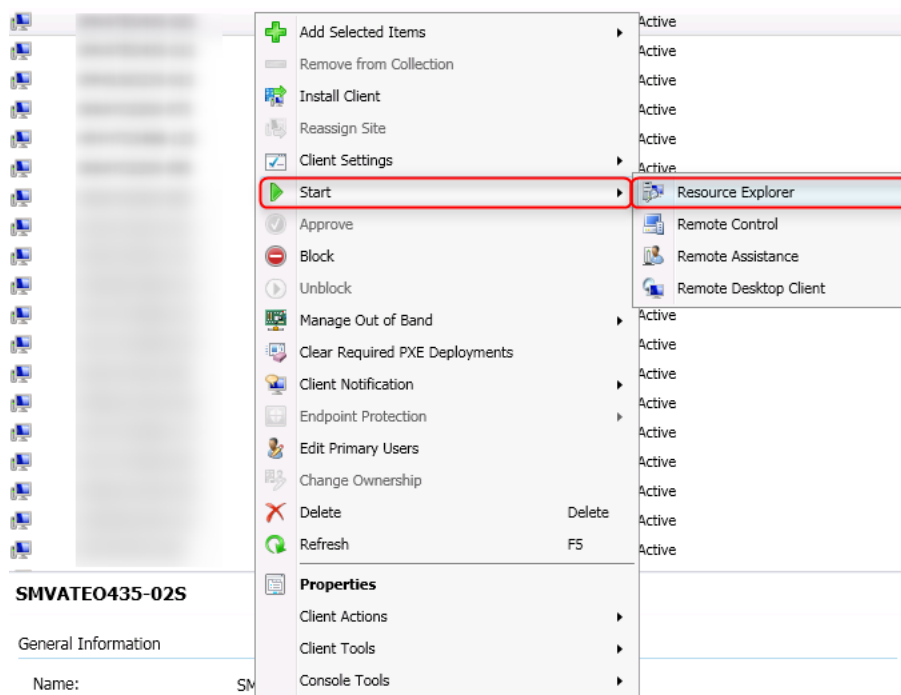 Active
Add Selected Items
Active
Remove from Collection
Active
Install Client
Active
Reassign Site
Active
Client Settings
Active
Start
Resource Explorer
Approve
Remote Control
Block
Remote Assistance
Unblock
Remote Desktop Client
Manage Out of Band
Active
Clear Required PXE Deployments
Active
Client Notification
Active
Endpoint Protection
Active
Edit Primary Users
Active
Change Ownership
Active
Active
Delete Delete
Active
Refresh F5
Active
SMVATEO435-02S
Properties
Client Actions
General Information
Client Tools
Name: SM
Console Tools